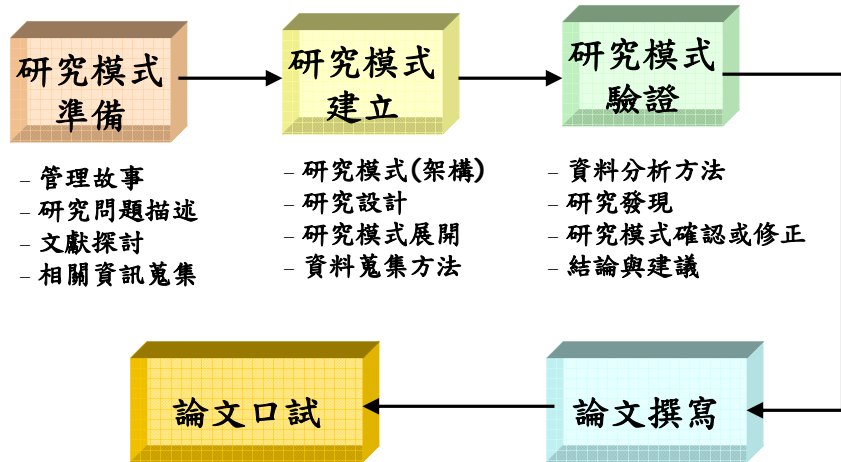 研究模式
準備
研究模式
建立
研究模式
驗證
– 管理故事
– 研究問題描述
– 文獻探討
– 相關資訊蒐集
– 研究模式(架構)
– 研究設計
– 研究模式展開
– 資料蒐集方法
– 資料分析方法
– 研究發現
– 研究模式確認或修正
– 結論與建議
論文口試
論文撰寫